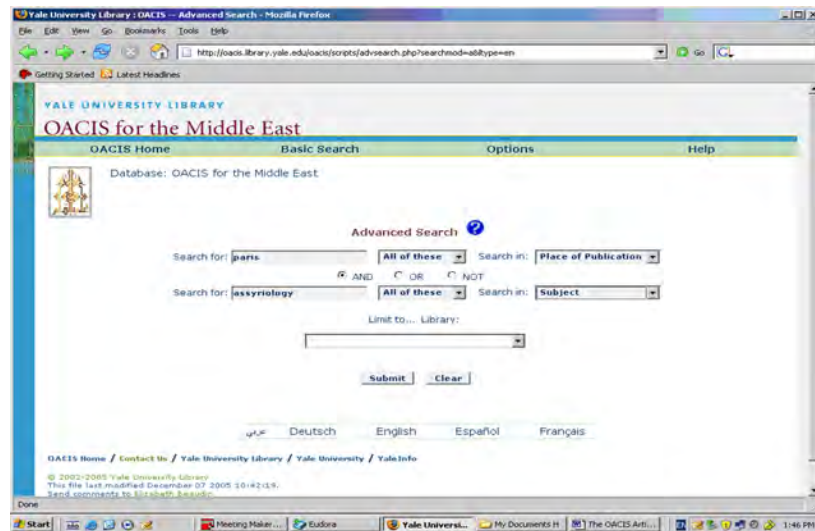 Yale University Library : OACIS -- Advanced Search - Mozilla Firefox
File Edit View Go Bookmarks Tools Help
http://oacis.library.yale.edu/oacis/scripts/advsearch.php?searchmod=a&ltype=en Go
Getting Started Latest Headlines
YALE UNIVERSITY LIBRARY
OACIS for the Middle East
OACIS Home Basic Search Options Help
Database: OACIS for the Middle East
Advanced Search ?
Search for: paris All of these Search in: Place of Publication
AND OR NOT
Search for: assyriology All of these Search in: Subject
Limit to... Library:
Submit Clear
عربي Deutsch English Español Français
OACIS Home / Contact Us / Yale University Library / Yale University / YaleInfo
© 2002-2005 Yale University Library
This file last modified December 07 2005 10:42:19.
Send comments to Elizabeth Beaudin
Done
Start Meeting Maker... Eudora Yale Universi... My Documents H The OACIS Arti... 1:46 PM